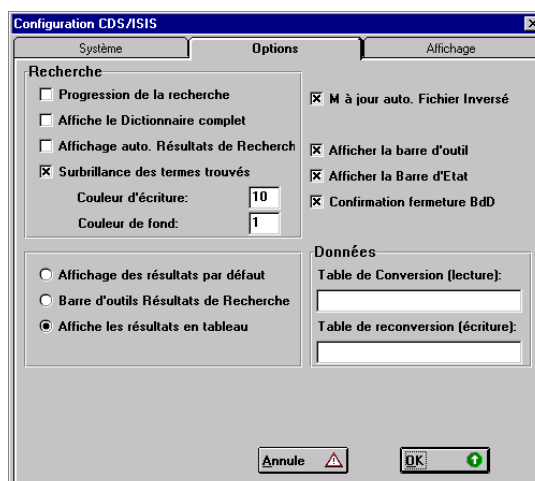 Configuration CDS/ISIS
Système Options Affichage
Recherche
Progression de la recherche
Affiche le Dictionnaire complet
Affichage auto. Résultats de Recherch
Surbrillance des termes trouvés
Couleur d'écriture: 10
Couleur de fond: 1
M à jour auto. Fichier Inversé
Afficher la barre d'outil
Afficher la Barre d'Etat
Confirmation fermeture BdD
Affichage des résultats par défaut
Barre d'outils Résultats de Recherche
Affiche les résultats en tableau
Données
Table de Conversion (lecture):
Table de reconversion (écriture):
Annule
OK